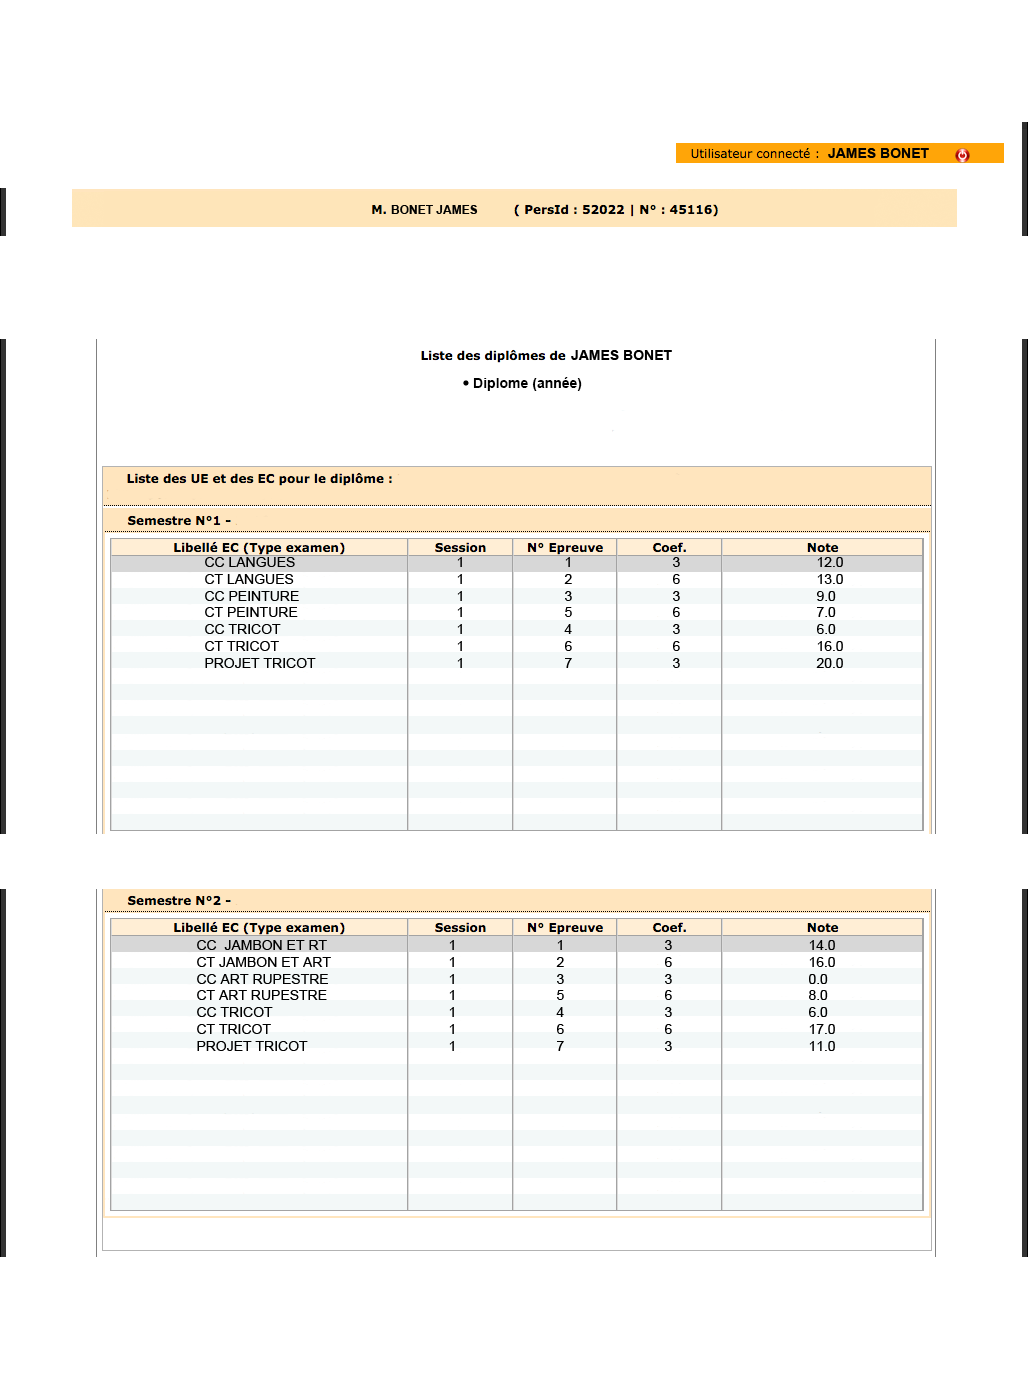 Utilisateur connecté : JAMES BONET
M. BONET JAMES ( PersId : 52022 | N° : 45116)
Liste des diplômes de JAMES BONET
• Diplome (année)
Liste des UE et des EC pour le diplôme :
Semestre N°1 -
Libellé EC (Type examen) Session N° Epreuve Coef. Note
CC LANGUES 1 1 3 12.0
CT LANGUES 1 2 6 13.0
CC PEINTURE 1 3 3 9.0
CT PEINTURE 1 5 6 7.0
CC TRICOT 1 4 3 6.0
CT TRICOT 1 6 6 16.0
PROJET TRICOT 1 7 3 20.0
Semestre N°2 -
Libellé EC (Type examen) Session N° Epreuve Coef. Note
CC JAMBON ET RT 1 1 3 14.0
CT JAMBON ET ART 1 2 6 16.0
CC ART RUPESTRE 1 3 3 0.0
CT ART RUPESTRE 1 5 6 8.0
CC TRICOT 1 4 3 6.0
CT TRICOT 1 6 6 17.0
PROJET TRICOT 1 7 3 11.0